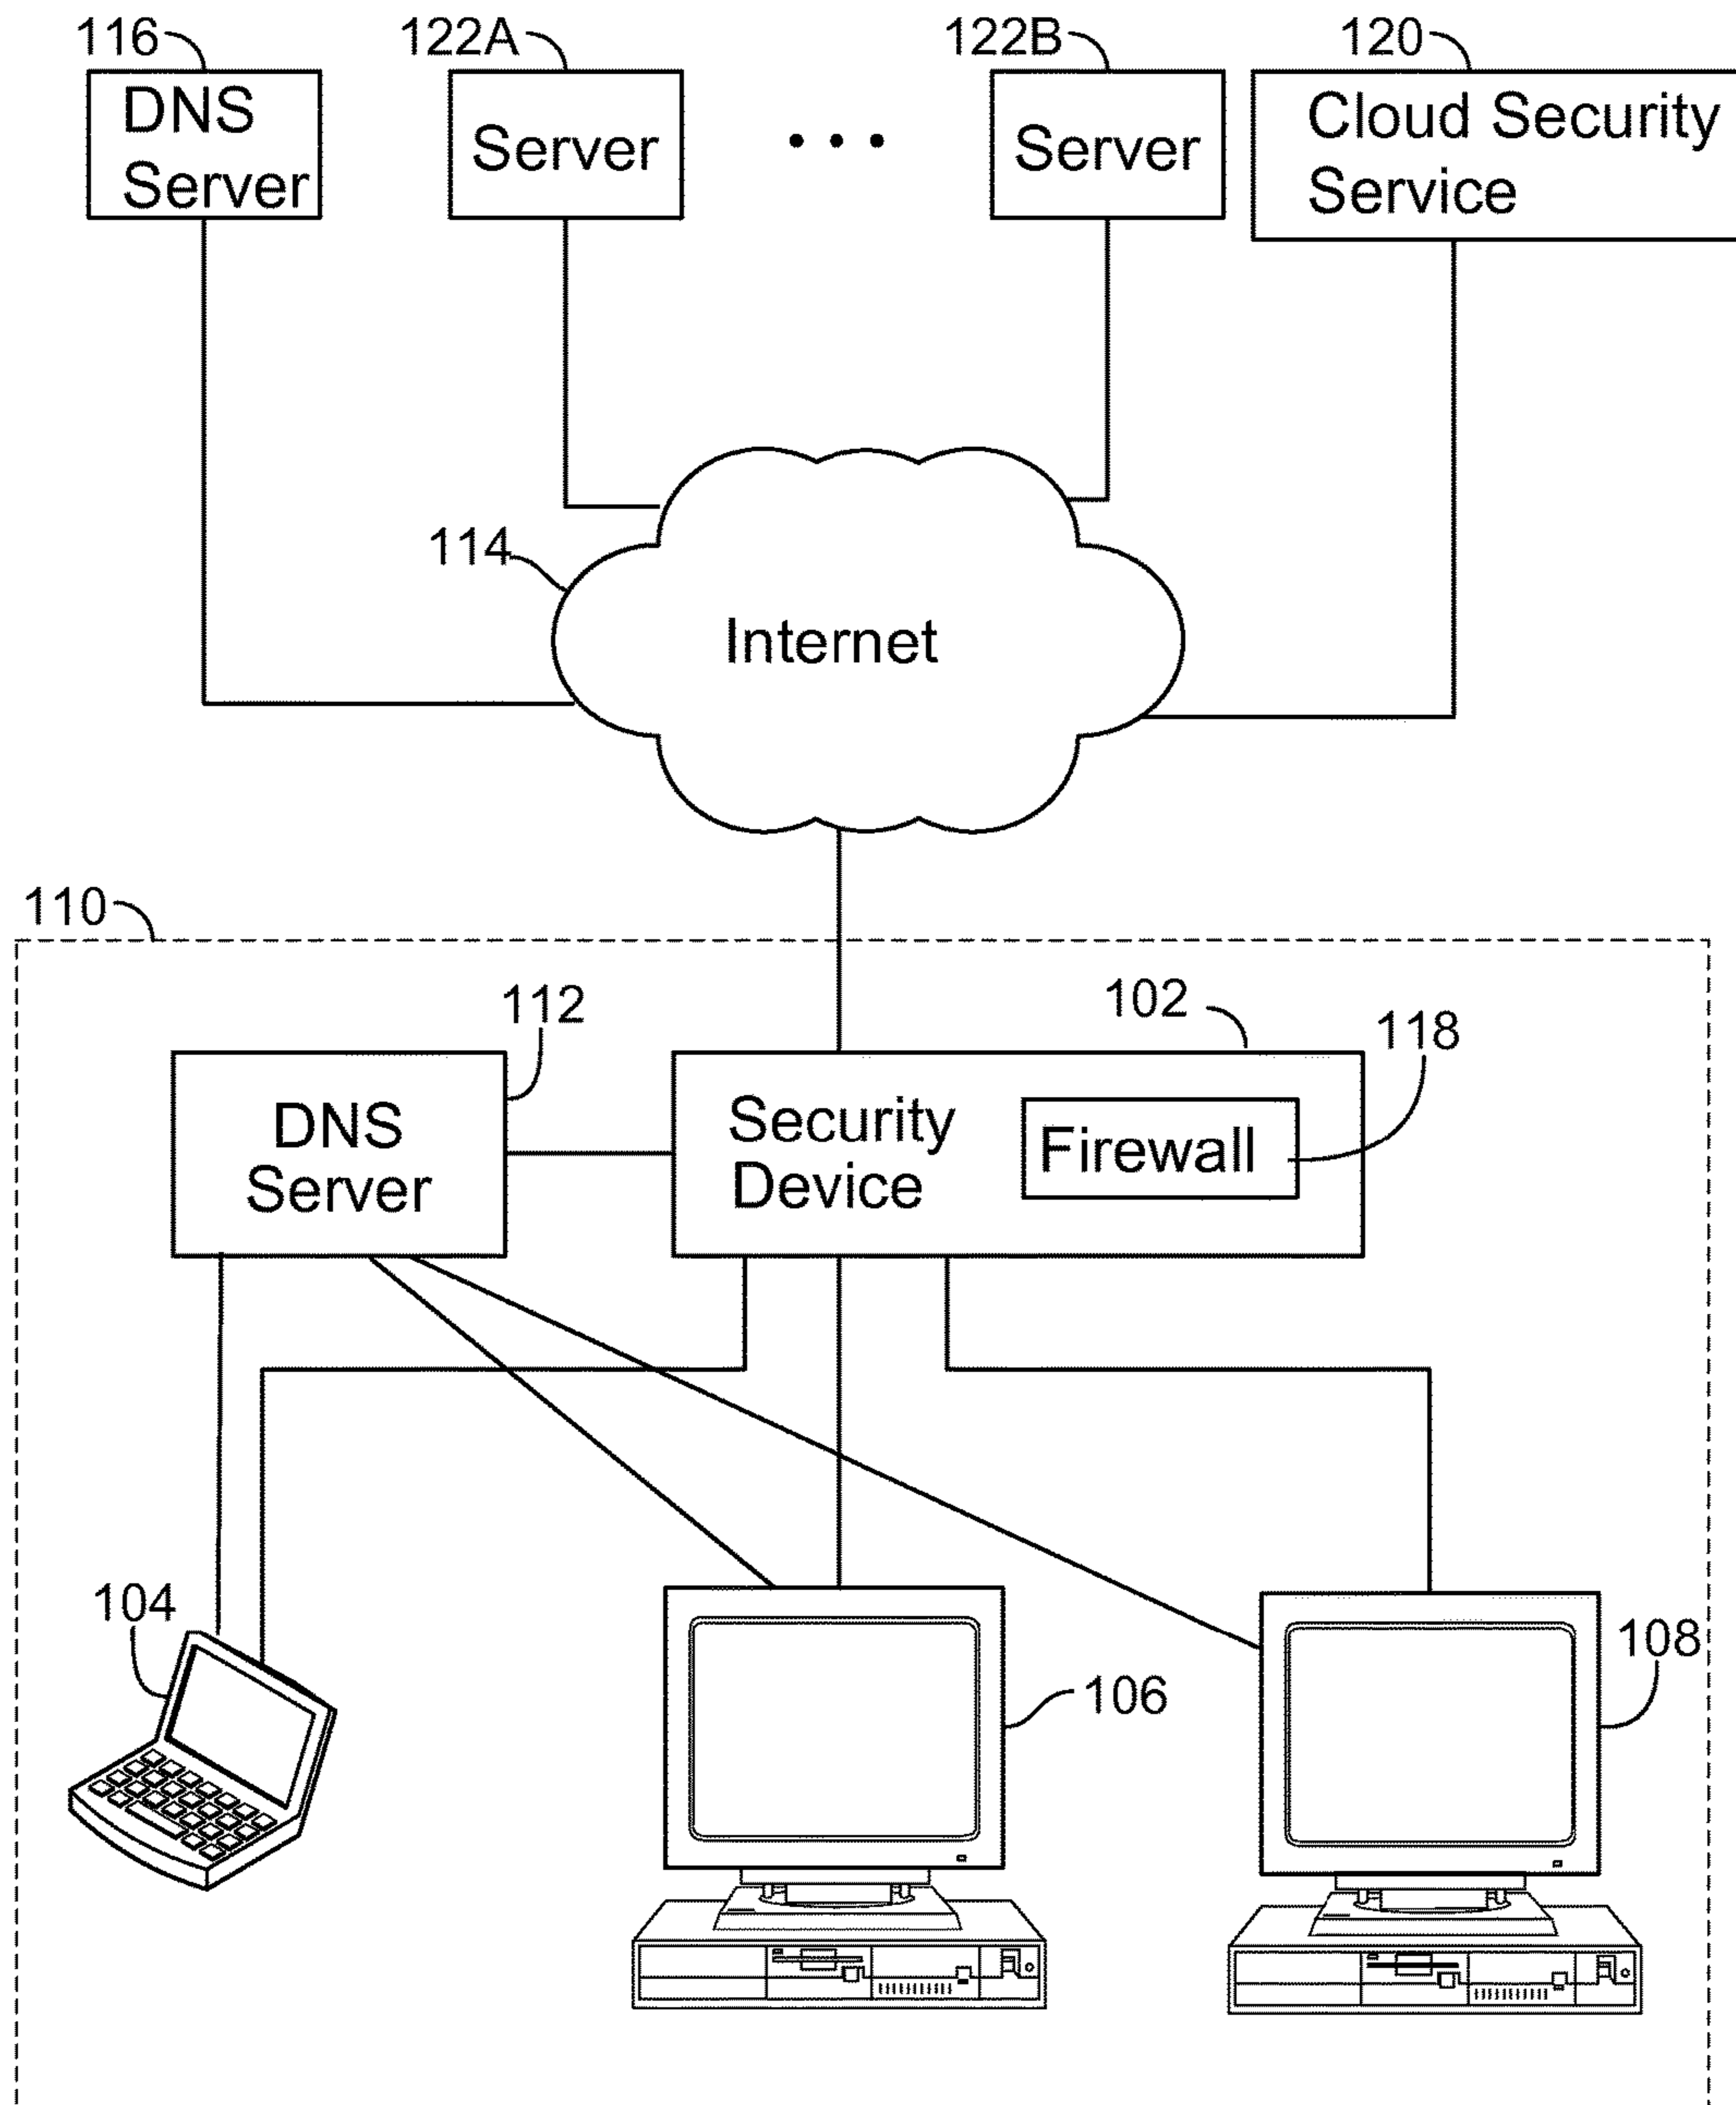 116
122A
122B
120
DNS
Server
Server
• • •
Server
Cloud Security
Service
114
Internet
110
112
102
118
DNS
Server
Security
Device
Firewall
104
106
108